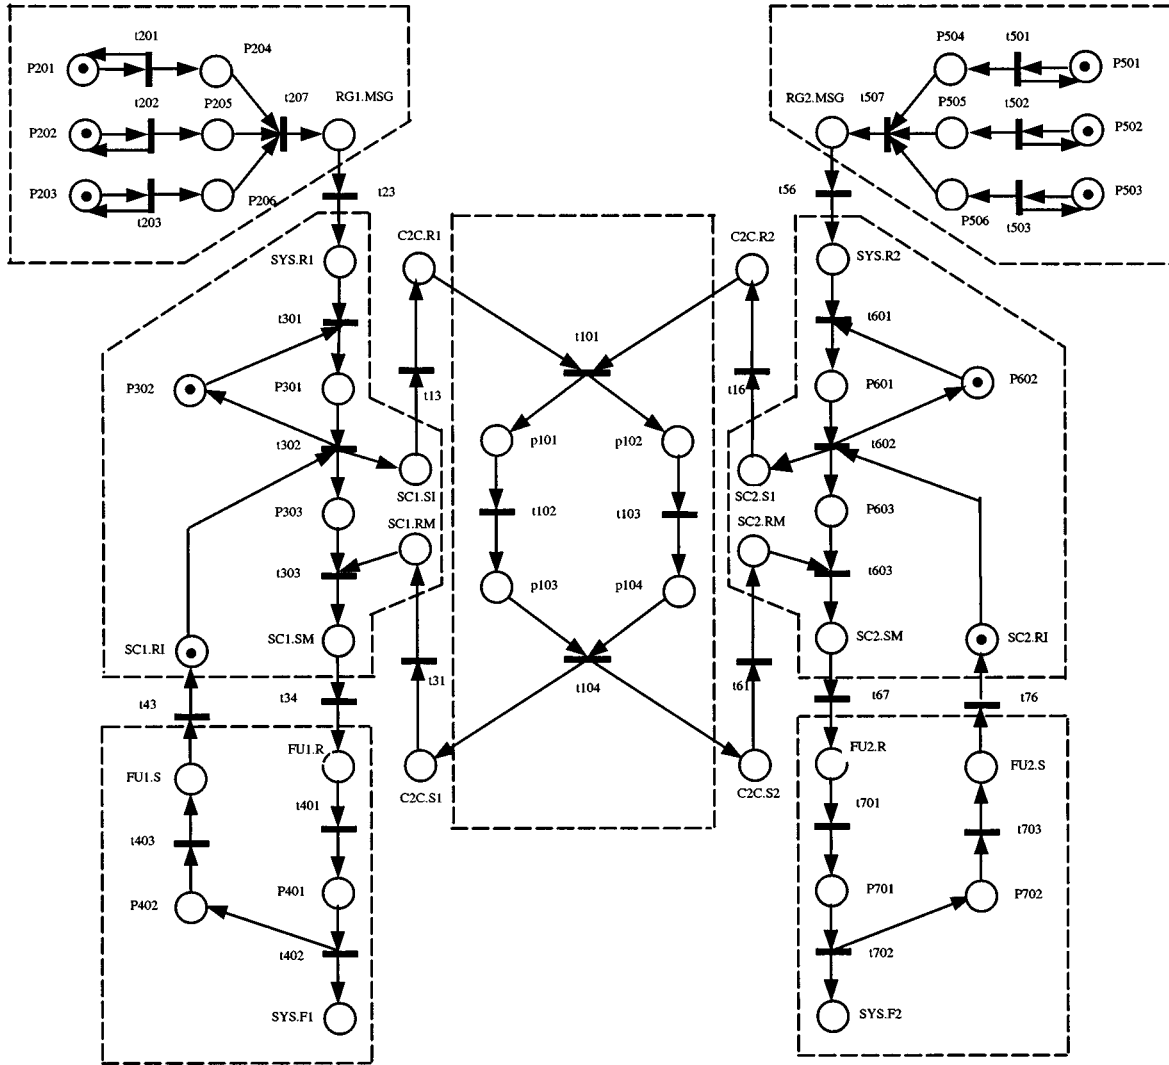 t201
P204
P201
t202
P205
t207
RG1.MSG
P202
P203
t203
P206
t23
P504
t501
P501
RG2.MSG
t507
P505
t502
P502
P503
t56
P506
t503
SYS.R1
C2C.R1
C2C.R2
SYS.R2
t301
t101
t601
P302
P301
t13
t16
P601
P602
t302
p101
p102
t602
SC1.SI
SC2.S1
P303
SC1.RM
t102
t103
SC2.RM
P603
t303
p103
p104
t603
SC1.RI
SC1.SM
SC2.SM
SC2.RI
t43
t34
t31
t104
t61
t67
t76
FU1.S
FU1.R
C2C.S1
C2C.S2
FU2.R
FU2.S
t403
t401
t701
t703
P402
P401
P701
P702
t402
t702
SYS.F1
SYS.F2